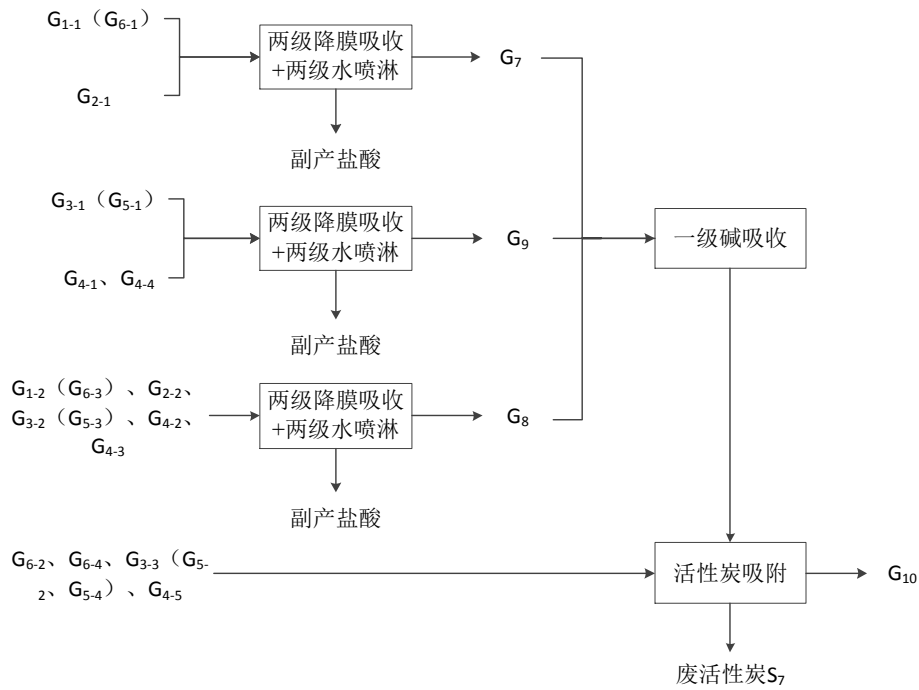 G₁₋₁（G₆₋₁）
G₂₋₁
两级降膜吸收
+两级水喷淋
G₇
副产盐酸
G₃₋₁（G₅₋₁）
G₄₋₁、G₄₋₄
两级降膜吸收
+两级水喷淋
G₉
一级碱吸收
副产盐酸
G₁₋₂（G₆₋₃）、G₂₋₂、
G₃₋₂（G₅₋₃）、G₄₋₂、
G₄₋₃
两级降膜吸收
+两级水喷淋
G₈
副产盐酸
G₆₋₂、G₆₋₄、G₃₋₃（G₅₋
₂、G₅₋₄）、G₄₋₅
活性炭吸附
G₁₀
废活性炭S₇